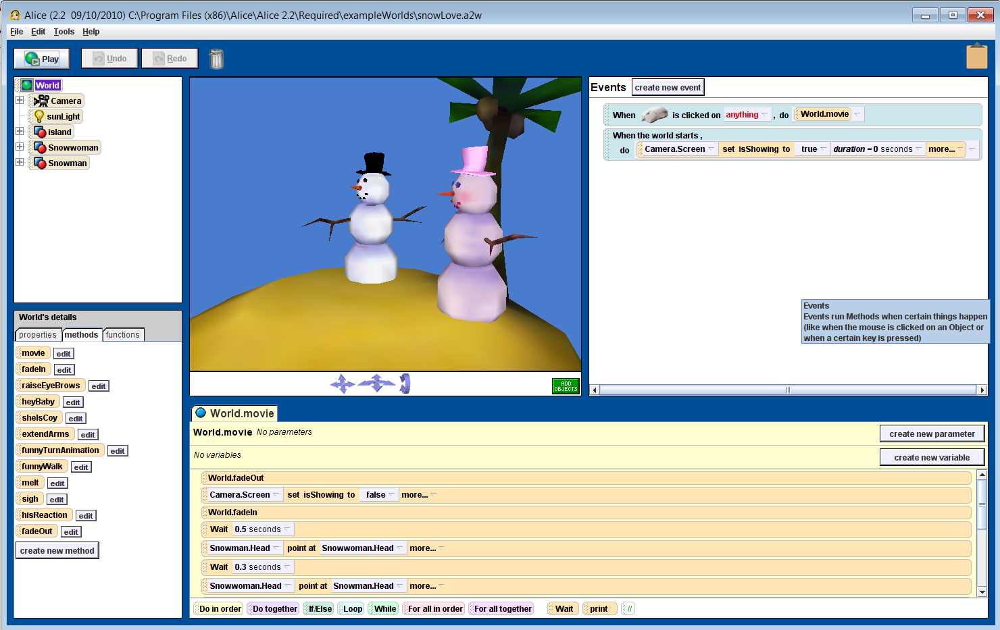 Alice (2.2  09/10/2010) C:\Program Files (x86)\Alice\Alice 2.2\Required\exampleWorlds\snowLove.a2w
File Edit Tools Help
Play Undo Redo
World
Camera
sunLight
island
Snowwoman
Snowman
World's details
properties methods functions
movie edit
fadeIn edit
raiseEyeBrows edit
heyBaby edit
sheIsCoy edit
extendArms edit
funnyTurnAnimation edit
funnyWalk edit
melt edit
sigh edit
hisReaction edit
fadeOut edit
create new method
ADD
OBJECTS
Events create new event
When is clicked on anything , do World.movie
When the world starts ,
do Camera.Screen set isShowing to true duration = 0 seconds more...
Events
Events run Methods when certain things happen
(like when the mouse is clicked on an Object or
when a certain key is pressed)
World.movie
World.movie No parameters create new parameter
No variables create new variable
World.fadeOut
Camera.Screen set isShowing to false more...
World.fadeIn
Wait 0.5 seconds
Snowman.Head point at Snowwoman.Head more...
Wait 0.3 seconds
Snowwoman.Head point at Snowman.Head more...
Do in order Do together If/Else Loop While For all in order For all together Wait print //